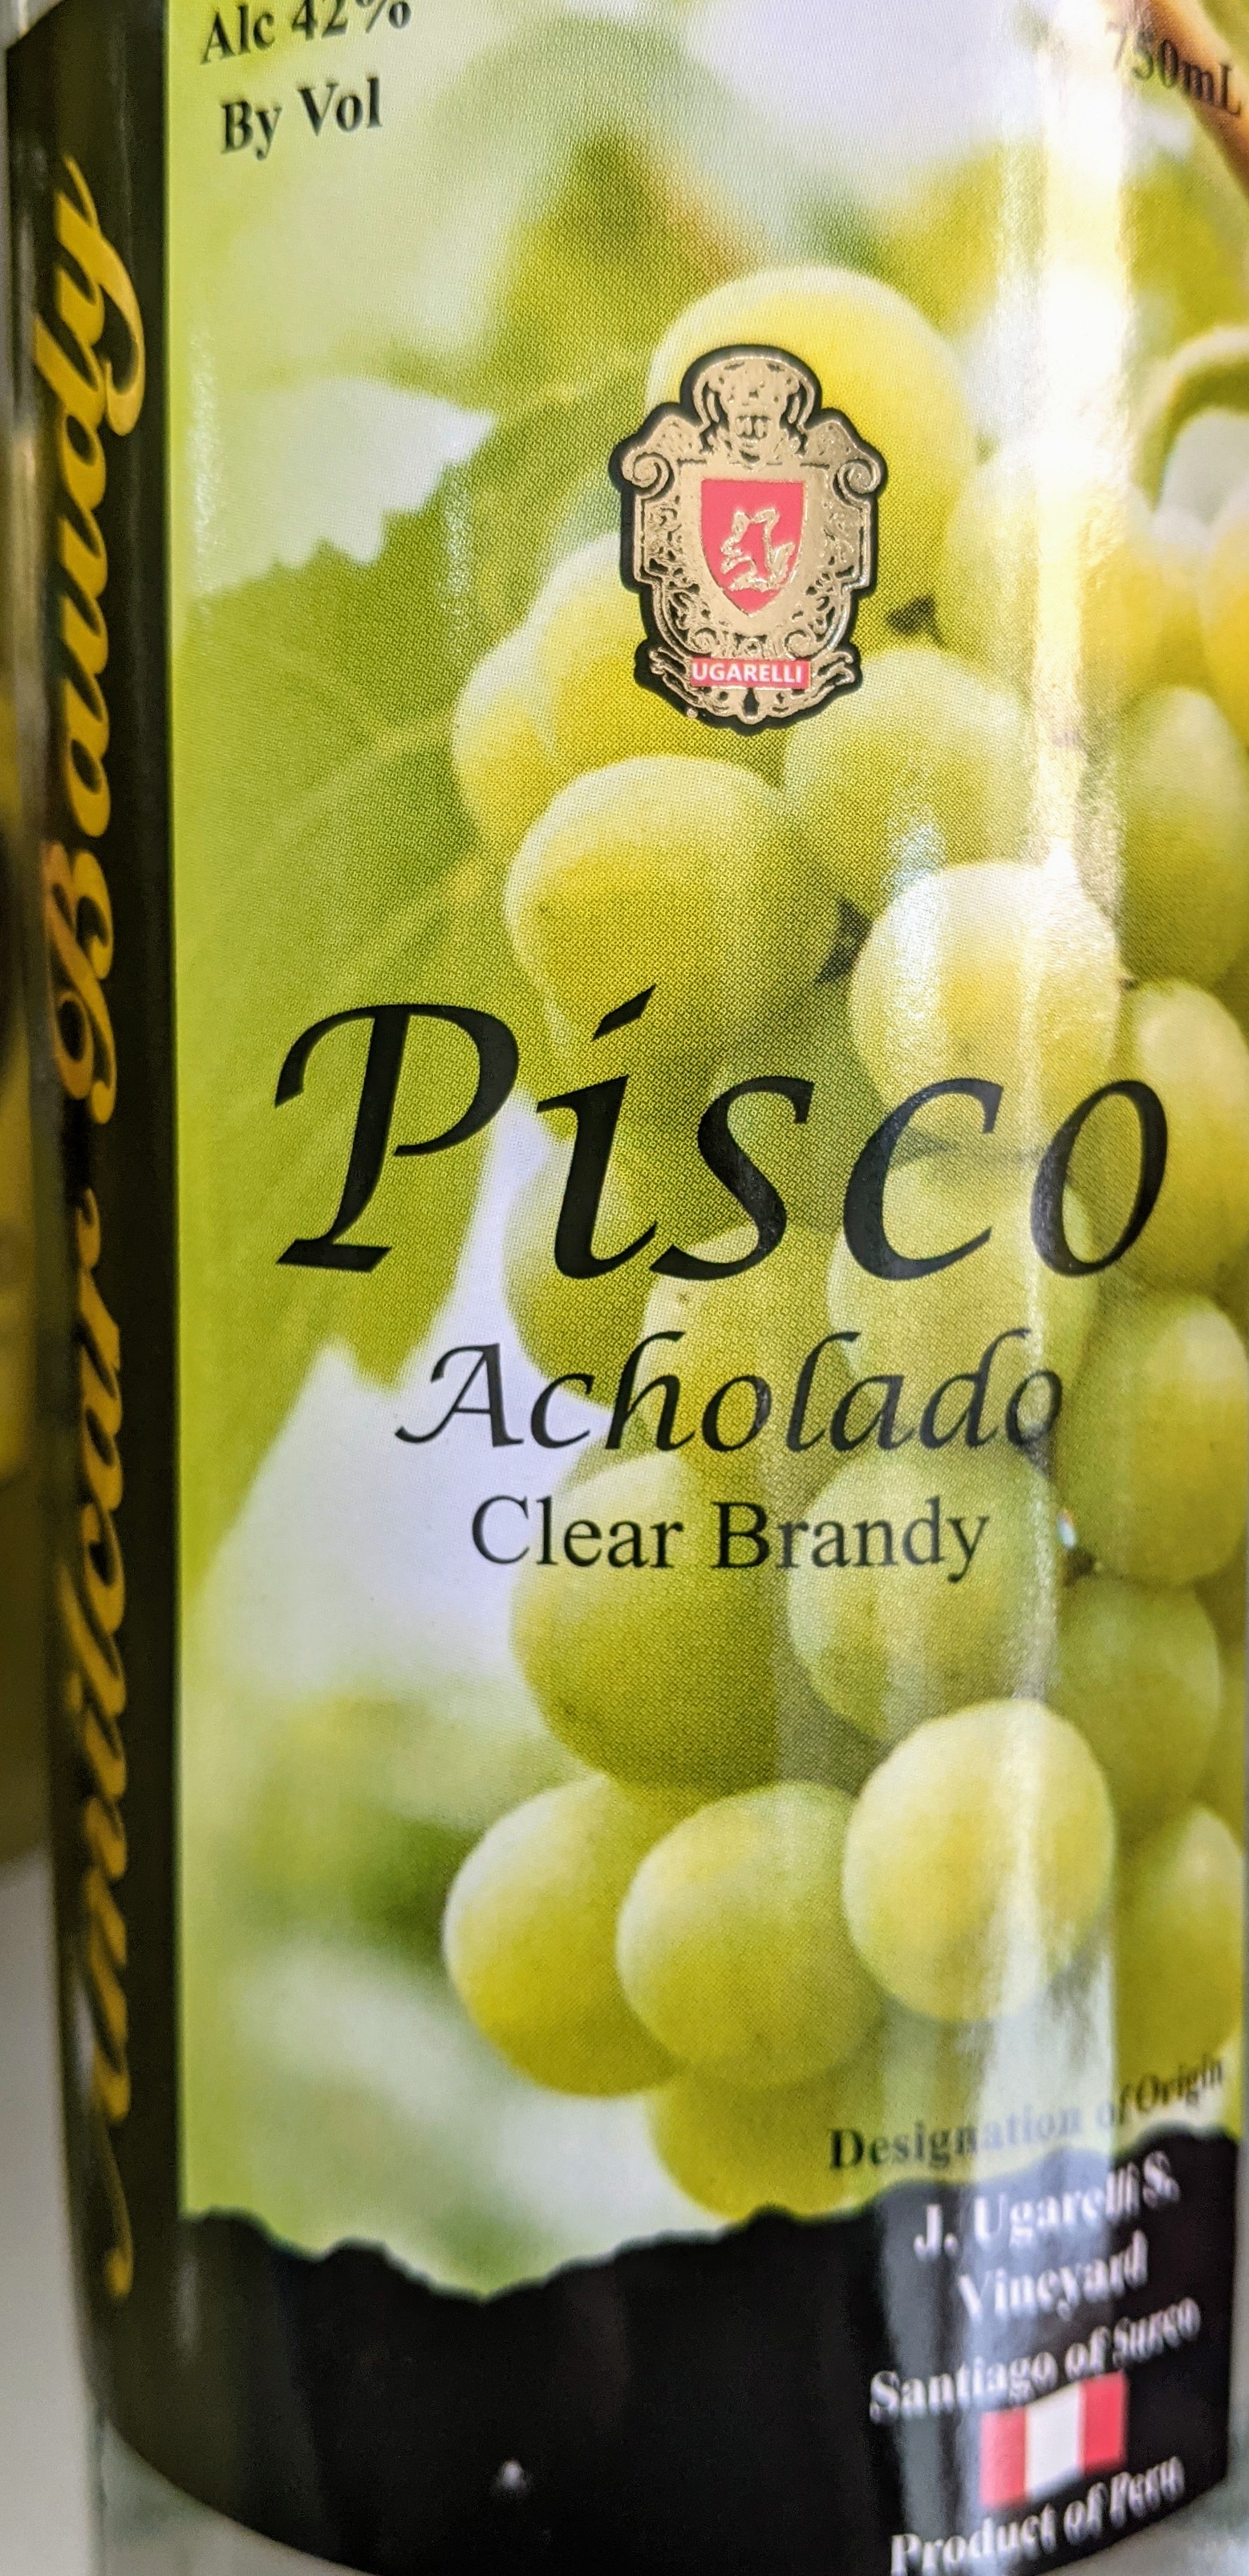 Alc 42%
By Vol
750mL
UGARELLI
Pisco
Acholado
Clear Brandy
Brandy
Designation of Origin
J. Ugarelli S.
Vineyard
Santiago of Surco
Product of Peru